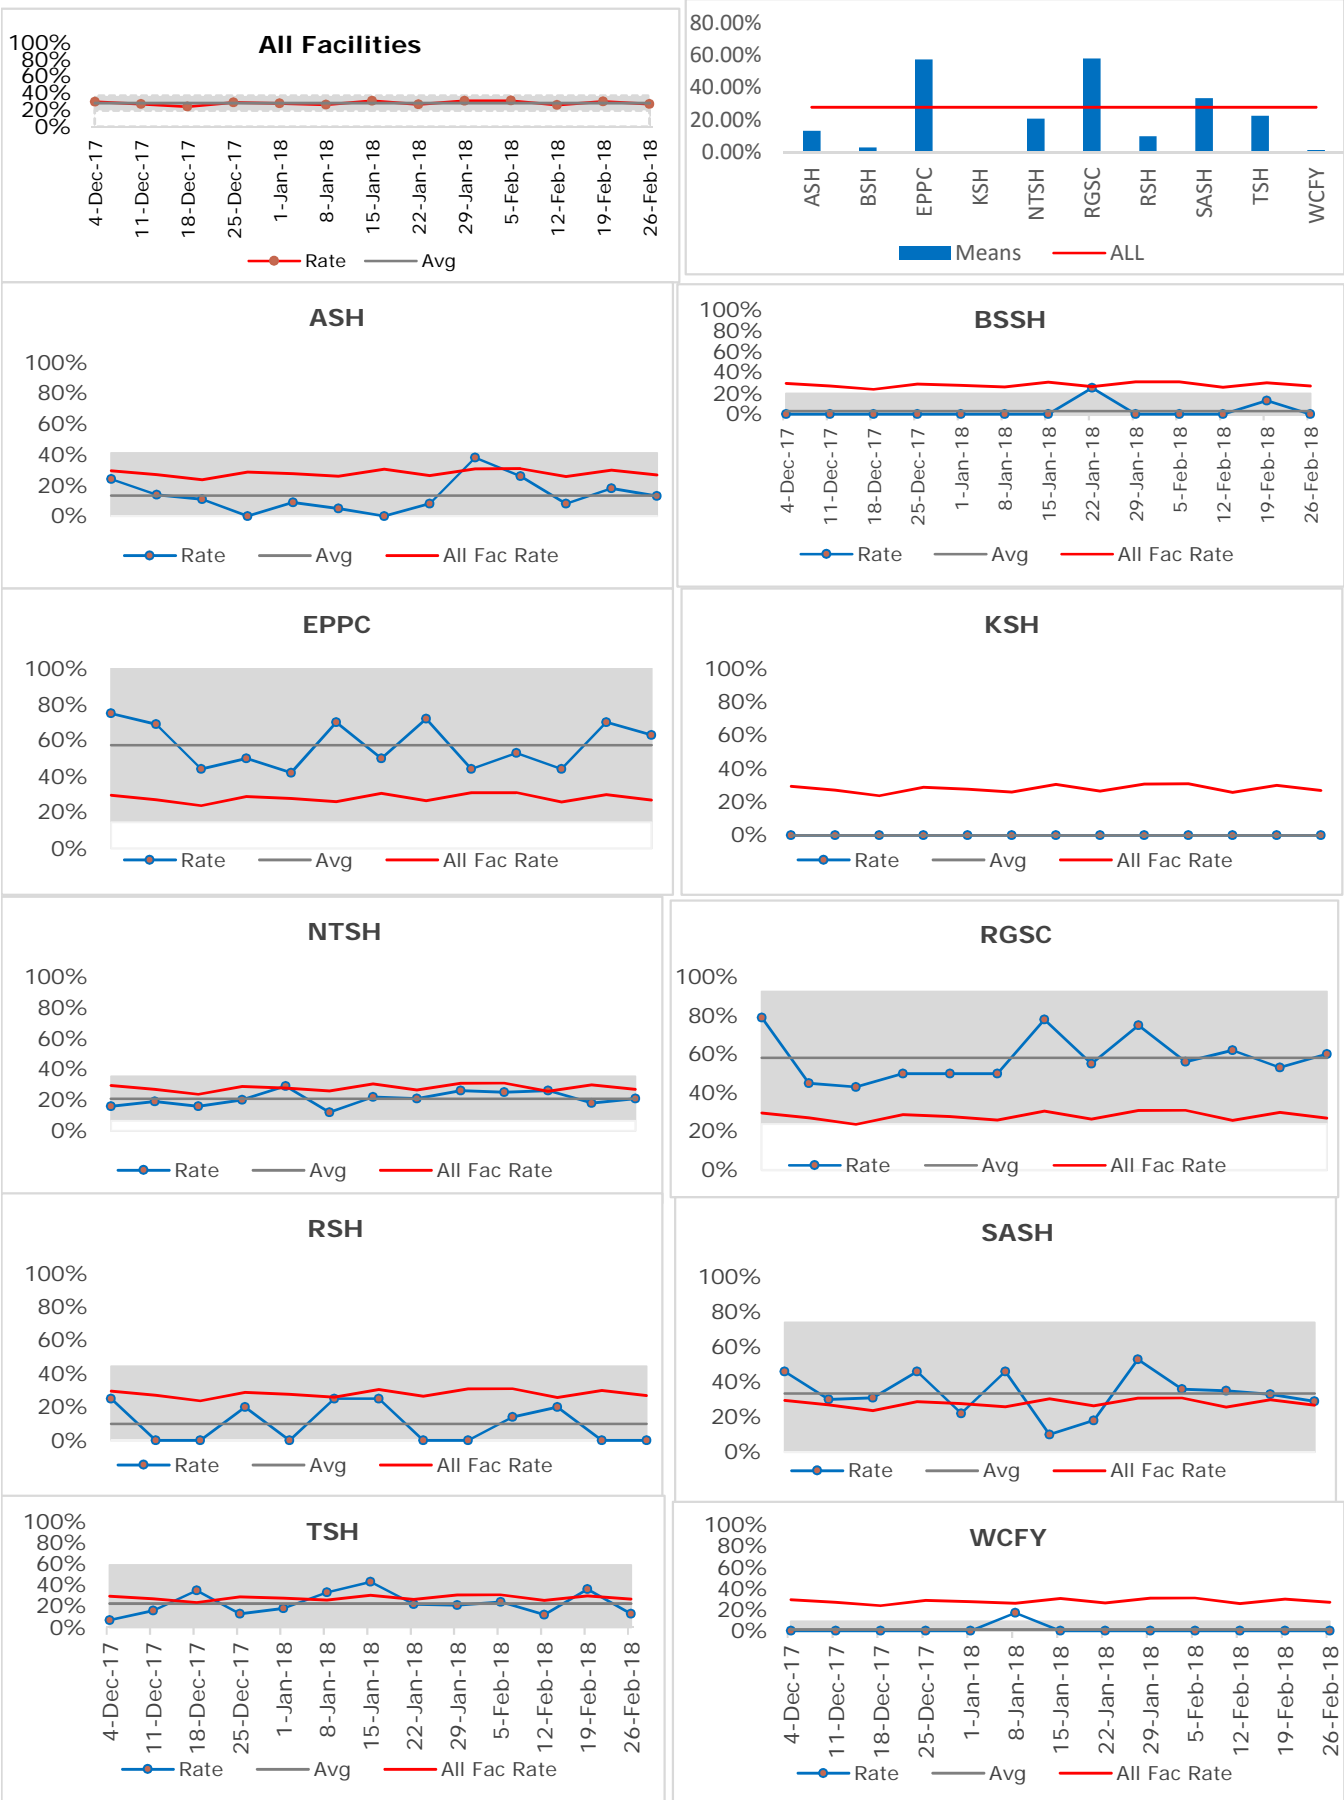 All Facilities
100%
80%
60%
40%
20%
0%
4-Dec-17
11-Dec-17
18-Dec-17
25-Dec-17
1-Jan-18
8-Jan-18
15-Jan-18
22-Jan-18
29-Jan-18
5-Feb-18
12-Feb-18
19-Feb-18
26-Feb-18
Rate Avg
80.00%
60.00%
40.00%
20.00%
0.00%
ASH
BSH
EPPC
KSH
NTSH
RGSC
RSH
SASH
TSH
WCFY
Means ALL
ASH
100%
80%
60%
40%
20%
0%
Rate Avg All Fac Rate
BSSH
100%
80%
60%
40%
20%
0%
4-Dec-17
11-Dec-17
18-Dec-17
25-Dec-17
1-Jan-18
8-Jan-18
15-Jan-18
22-Jan-18
29-Jan-18
5-Feb-18
12-Feb-18
19-Feb-18
26-Feb-18
Rate Avg All Fac Rate
EPPC
100%
80%
60%
40%
20%
0%
Rate Avg All Fac Rate
KSH
100%
80%
60%
40%
20%
0%
Rate Avg All Fac Rate
NTSH
100%
80%
60%
40%
20%
0%
Rate Avg All Fac Rate
RGSC
100%
80%
60%
40%
20%
0%
Rate Avg All Fac Rate
RSH
100%
80%
60%
40%
20%
0%
Rate Avg All Fac Rate
SASH
100%
80%
60%
40%
20%
0%
Rate Avg All Fac Rate
TSH
100%
80%
60%
40%
20%
0%
4-Dec-17
11-Dec-17
18-Dec-17
25-Dec-17
1-Jan-18
8-Jan-18
15-Jan-18
22-Jan-18
29-Jan-18
5-Feb-18
12-Feb-18
19-Feb-18
26-Feb-18
Rate Avg All Fac Rate
WCFY
100%
80%
60%
40%
20%
0%
4-Dec-17
11-Dec-17
18-Dec-17
25-Dec-17
1-Jan-18
8-Jan-18
15-Jan-18
22-Jan-18
29-Jan-18
5-Feb-18
12-Feb-18
19-Feb-18
26-Feb-18
Rate Avg All Fac Rate